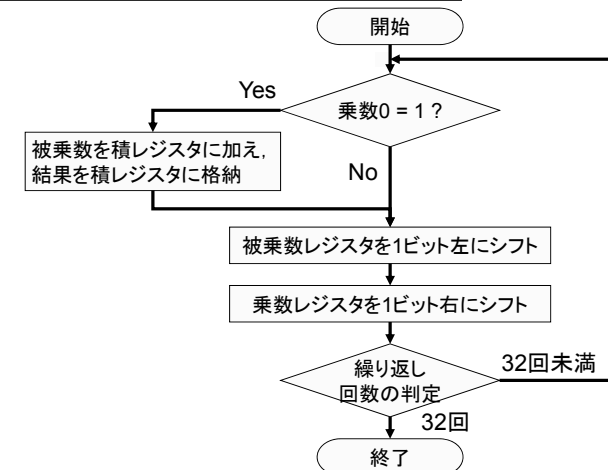 開始
乗数0 = 1 ?
Yes
被乗数を積レジスタに加え,
結果を積レジスタに格納
No
被乗数レジスタを1ビット左にシフト
乗数レジスタを1ビット右にシフト
繰り返し
回数の判定
32回未満
32回
終了